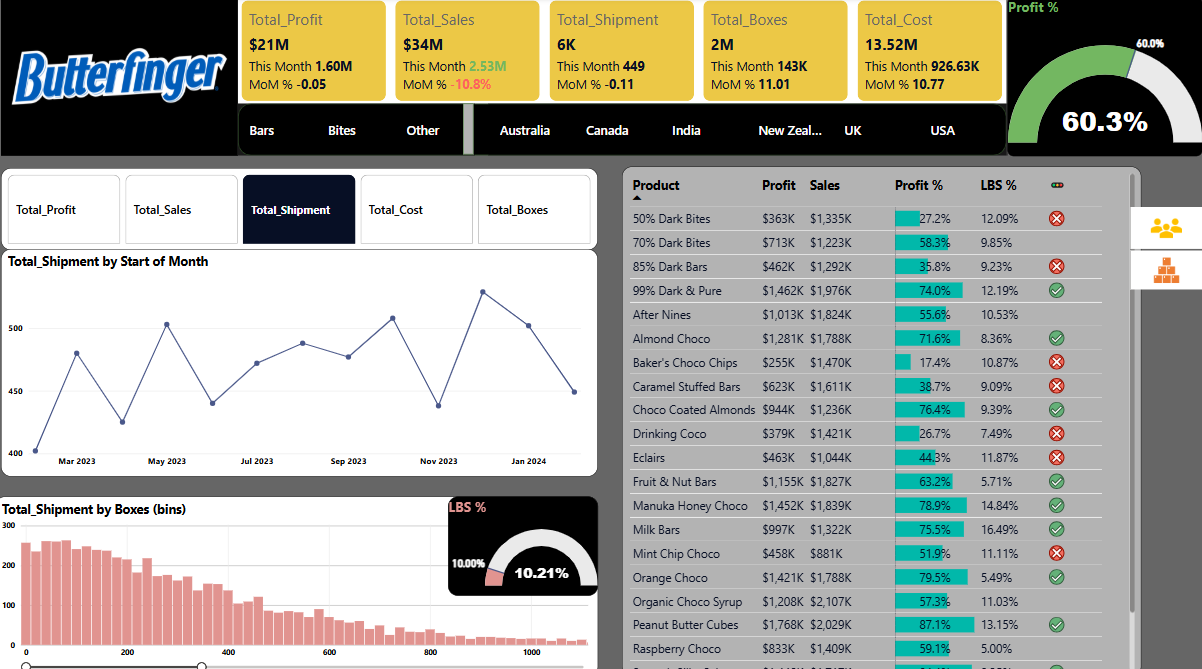 Butterfinger
Total_Profit
$21M
This Month 1.60M
MoM % -0.05
Total_Sales
$34M
This Month 2.53M
MoM % -10.8%
Total_Shipment
6K
This Month 449
MoM % -0.11
Total_Boxes
2M
This Month 143K
MoM % 11.01
Total_Cost
13.52M
This Month 926.63K
MoM % 10.77
Profit %
60.0%
60.3%
Bars Bites Other
Australia Canada India New Zeal... UK USA
Total_Profit
Total_Sales
Total_Shipment
Total_Cost
Total_Boxes
Total_Shipment by Start of Month
500
450
400
Mar 2023 May 2023 Jul 2023 Sep 2023 Nov 2023 Jan 2024
Total_Shipment by Boxes (bins)
300
200
100
0
0 200 400 600 800 1000
LBS %
10.00%
10.21%
Product Profit Sales Profit % LBS %
50% Dark Bites $363K $1,335K 27.2% 12.09%
70% Dark Bites $713K $1,223K 58.3% 9.85%
85% Dark Bars $462K $1,292K 35.8% 9.23%
99% Dark & Pure $1,462K $1,976K 74.0% 12.19%
After Nines $1,013K $1,824K 55.6% 10.53%
Almond Choco $1,281K $1,788K 71.6% 8.36%
Baker's Choco Chips $255K $1,470K 17.4% 10.87%
Caramel Stuffed Bars $623K $1,611K 38.7% 9.09%
Choco Coated Almonds $944K $1,236K 76.4% 9.39%
Drinking Coco $379K $1,421K 26.7% 7.49%
Eclairs $463K $1,044K 44.3% 11.87%
Fruit & Nut Bars $1,155K $1,827K 63.2% 5.71%
Manuka Honey Choco $1,452K $1,839K 78.9% 14.84%
Milk Bars $997K $1,322K 75.5% 16.49%
Mint Chip Choco $458K $881K 51.9% 11.11%
Orange Choco $1,421K $1,788K 79.5% 5.49%
Organic Choco Syrup $1,208K $2,107K 57.3% 11.03%
Peanut Butter Cubes $1,768K $2,029K 87.1% 13.15%
Raspberry Choco $833K $1,409K 59.1% 5.00%